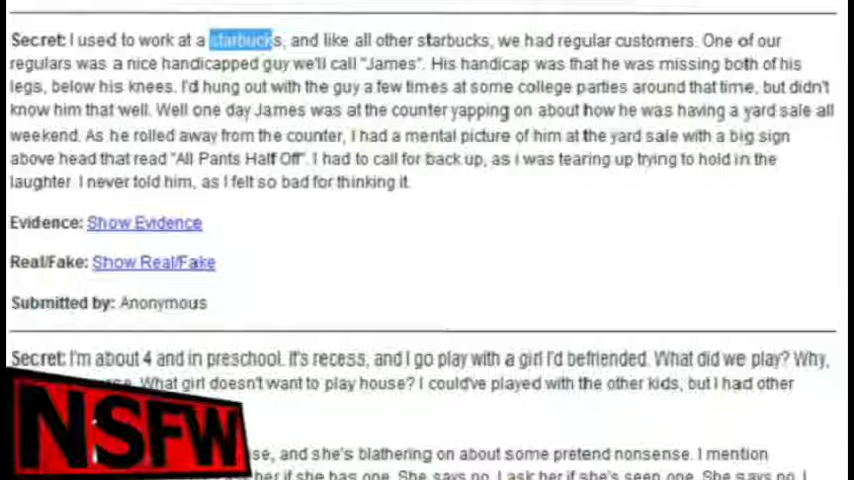 Secret: I used to work at a starbucks, and like all other starbucks, we had regular customers. One of our
regulars was a nice handicapped guy we'll call "James". His handicap was that he was missing both of his
legs, below his knees. I'd hung out with the guy a few times at some college parties around that time, but didn't
know him that well. Well one day James was at the counter yapping on about how he was having a yard sale all
weekend. As he rolled away from the counter, I had a mental picture of him at the yard sale with a big sign
above head that read "All Pants Half Off". I had to call for back up, as i was tearing up trying to hold in the
laughter. I never told him, as I felt so bad for thinking it.
Evidence: Show Evidence
Real/Fake: Show Real/Fake
Submitted by: Anonymous
Secret: I'm about 4 and in preschool. It's recess, and I go play with a girl I'd befriended. What did we play? Why,
What girl doesn't want to play house? I could've played with the other kids, but I had other
NSFW
se, and she's blathering on about some pretend nonsense. I mention
her if she has one. She says no. I ask her if she's seen one. She says no. I